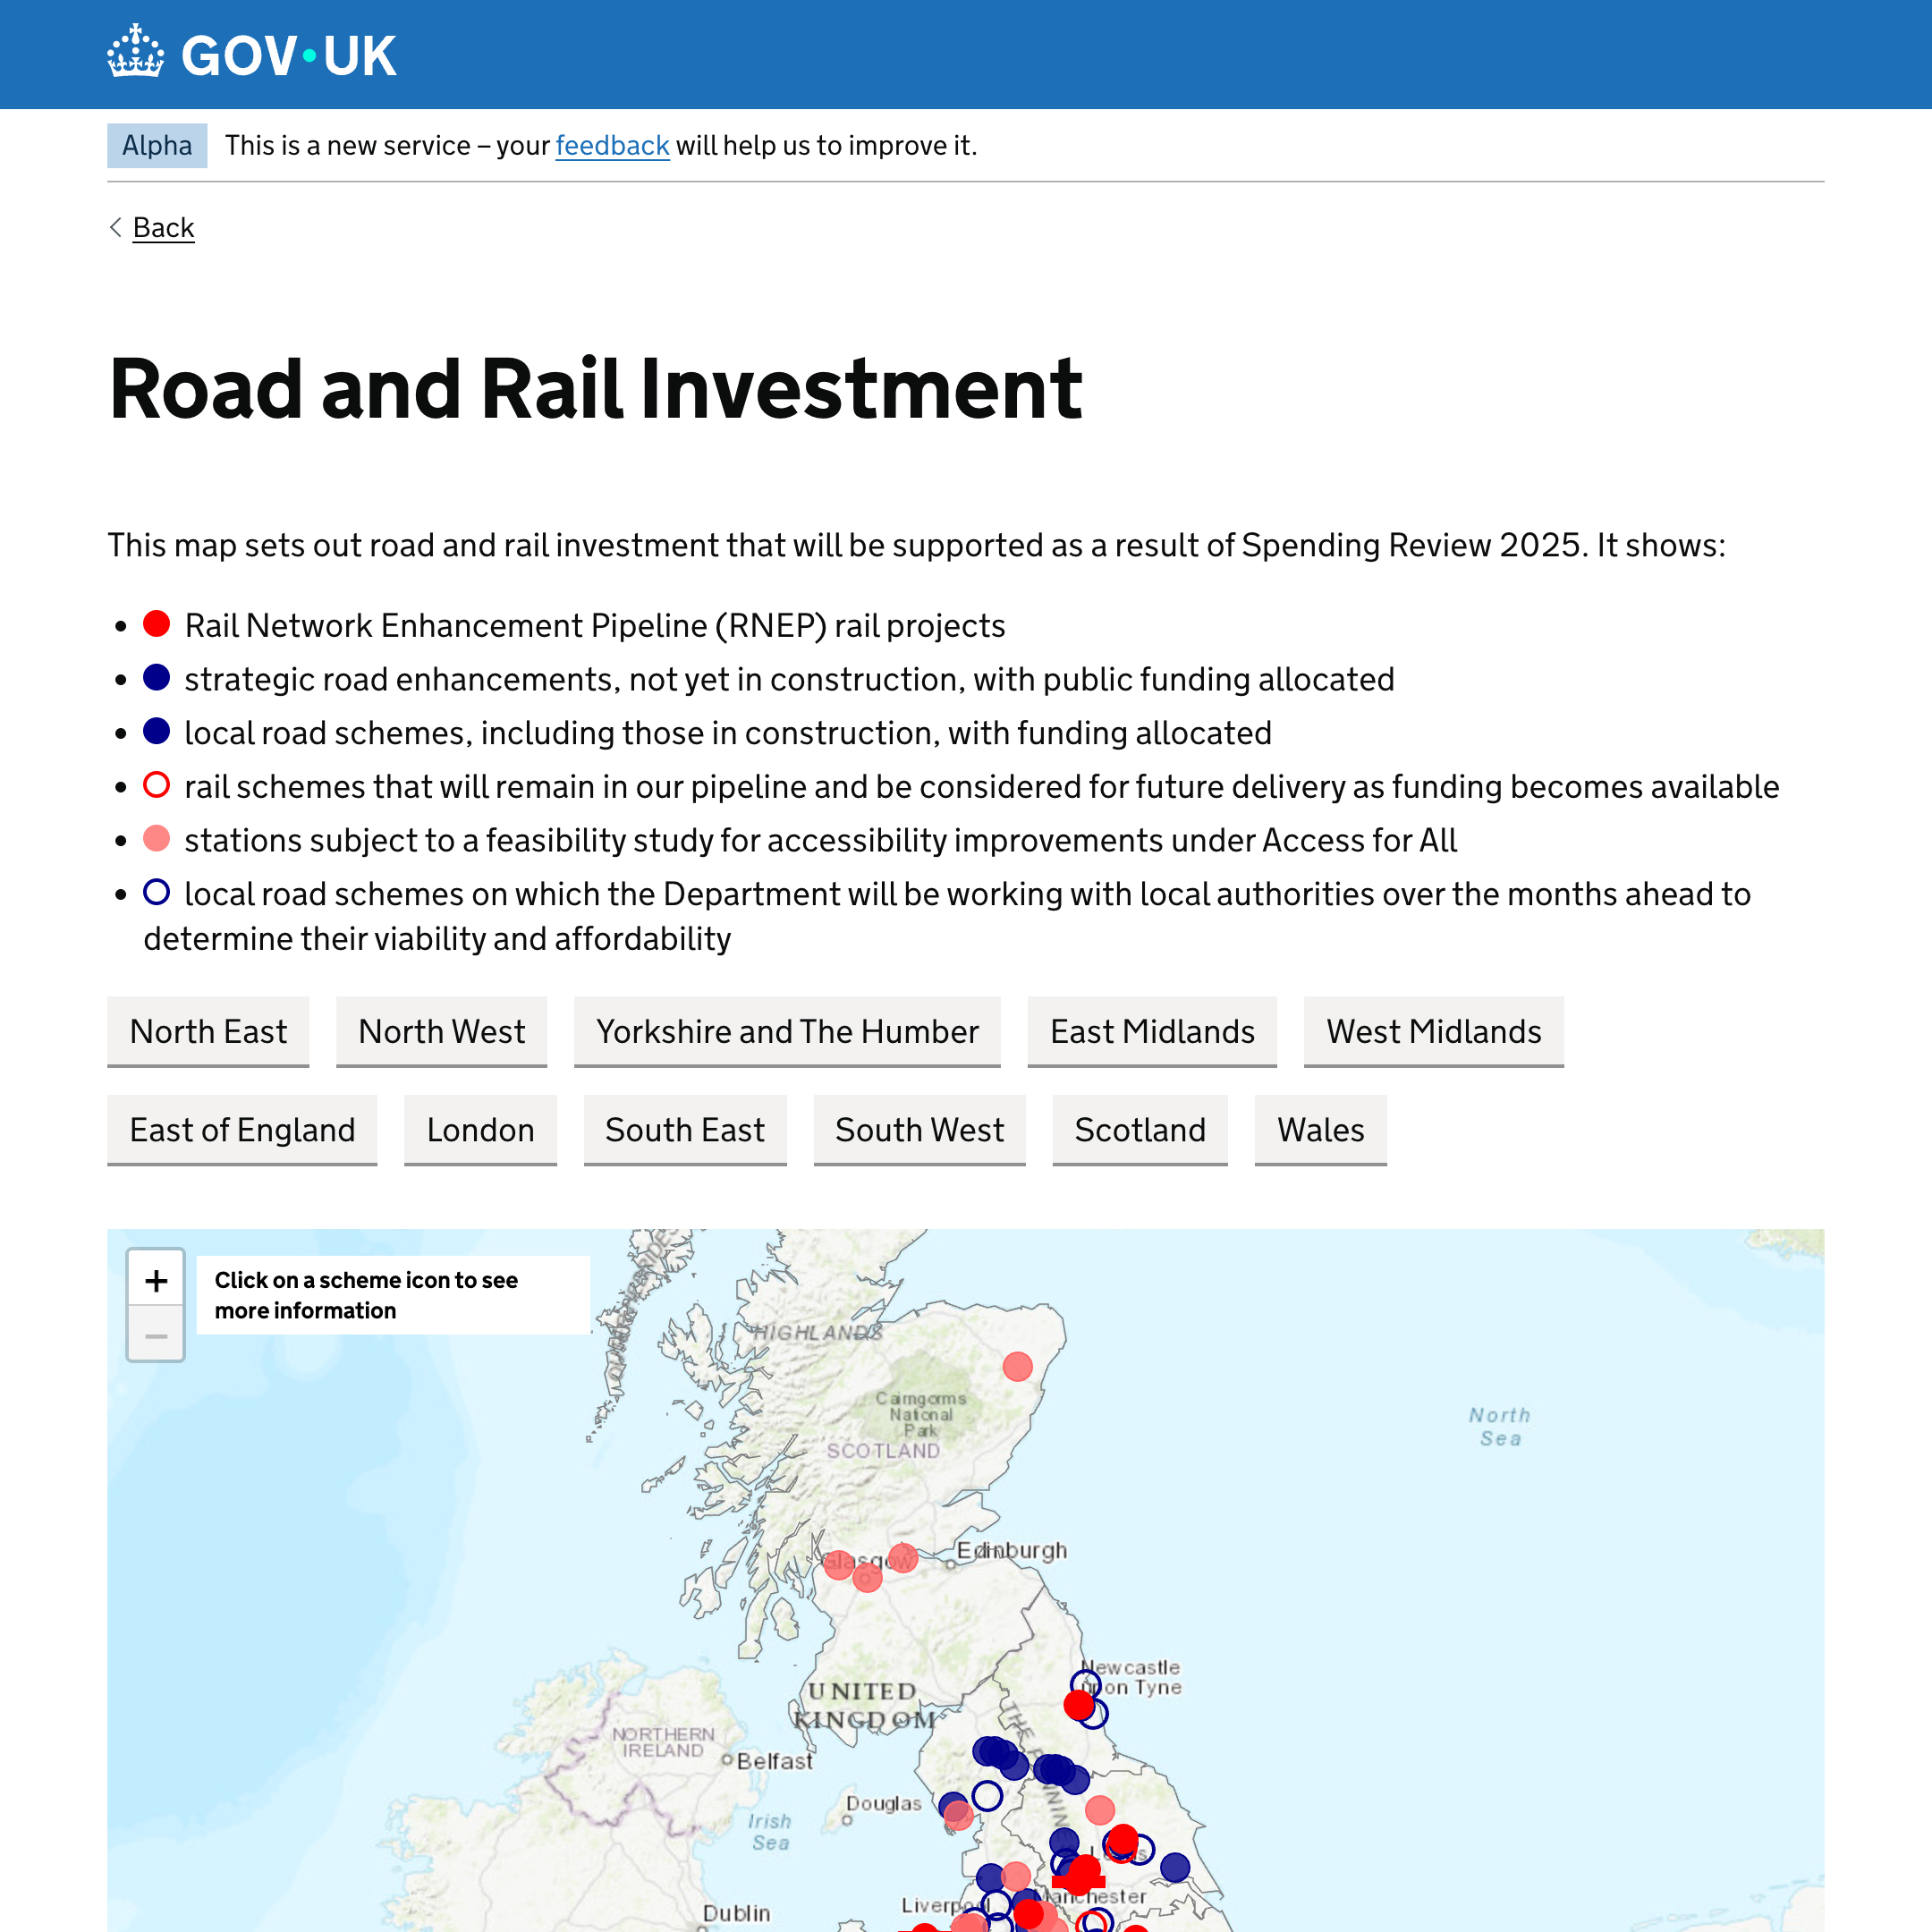 GOV•UK
Alpha This is a new service – your feedback will help us to improve it.
Back
Road and Rail Investment
This map sets out road and rail investment that will be supported as a result of Spending Review 2025. It shows:
Rail Network Enhancement Pipeline (RNEP) rail projects
strategic road enhancements, not yet in construction, with public funding allocated
local road schemes, including those in construction, with funding allocated
rail schemes that will remain in our pipeline and be considered for future delivery as funding becomes available
stations subject to a feasibility study for accessibility improvements under Access for All
local road schemes on which the Department will be working with local authorities over the months ahead to
determine their viability and affordability
North East North West Yorkshire and The Humber East Midlands West Midlands
East of England London South East South West Scotland Wales
+
−
Click on a scheme icon to see
more information
HIGHLANDS
Cairngorms
National
Park
SCOTLAND
North
Sea
Glasgow
Edinburgh
Newcastle
upon Tyne
UNITED
KINGDOM
NORTHERN
IRELAND
Belfast
Douglas
Irish
Sea
Manchester
Liverpool
Dublin